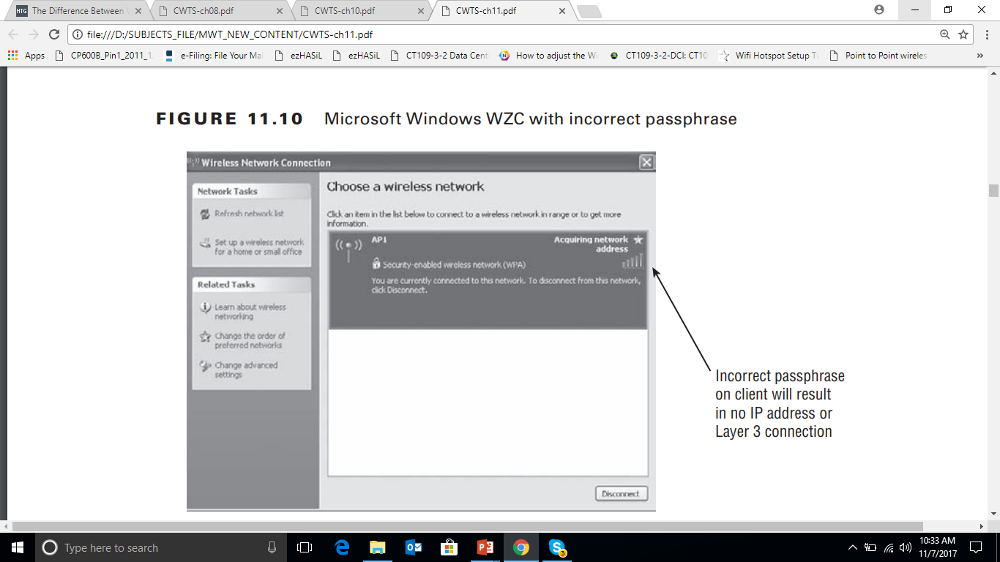 The Difference Between
CWTS-ch08.pdf
CWTS-ch10.pdf
CWTS-ch11.pdf
file:///D:/SUBJECTS_FILE/MWT_NEW_CONTENT/CWTS-ch11.pdf
Apps
CP600B_Pin1_2011_1
e-Filing: File Your Ma
ezHASiL
ezHASiL
CT109-3-2 Data Cent
How to adjust the Wi
CT109-3-2-DCI: CT10
Wifi Hotspot Setup T
Point to Point wireles
FIGURE 11.10 Microsoft Windows WZC with incorrect passphrase
Wireless Network Connection
Network Tasks
Refresh network list
Set up a wireless network
for a home or small office
Related Tasks
Learn about wireless
networking
Change the order of
preferred networks
Change advanced
settings
Choose a wireless network
Click an item in the list below to connect to a wireless network in range or to get more
information.
AP1
Acquiring network
address
Security-enabled wireless network (WPA)
You are currently connected to this network. To disconnect from this network,
click Disconnect.
Disconnect
Incorrect passphrase
on client will result
in no IP address or
Layer 3 connection
Type here to search
10:33 AM
11/7/2017